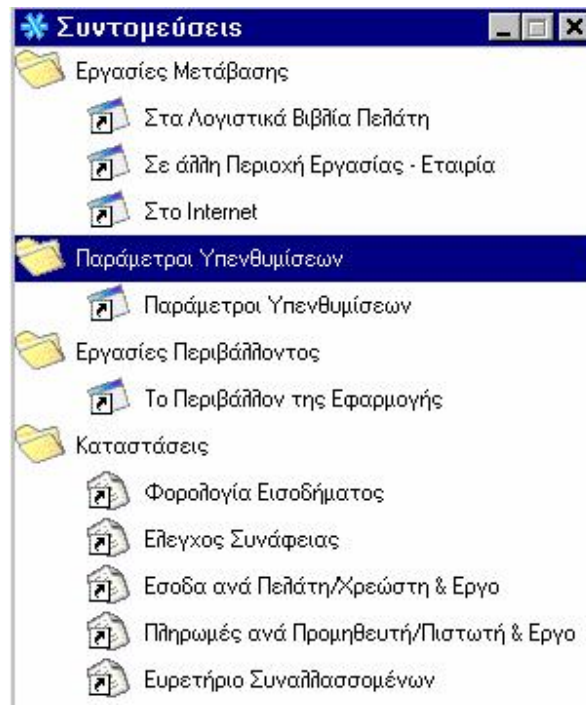 Συντομεύσεις
Εργασίες Μετάβασης
Στα Λογιστικά Βιβλία Πελάτη
Σε άλλη Περιοχή Εργασίας - Εταιρία
Στο Internet
Παράμετροι Υπενθυμίσεων
Παράμετροι Υπενθυμίσεων
Εργασίες Περιβάλλοντος
Το Περιβάλλον της Εφαρμογής
Καταστάσεις
Φορολογία Εισοδήματος
Ελεγχος Συνάφειας
Εσοδα ανά Πελάτη/Χρεώστη & Εργο
Πληρωμές ανά Προμηθευτή/Πιστωτή & Εργο
Ευρετήριο Συναλλασσομένων